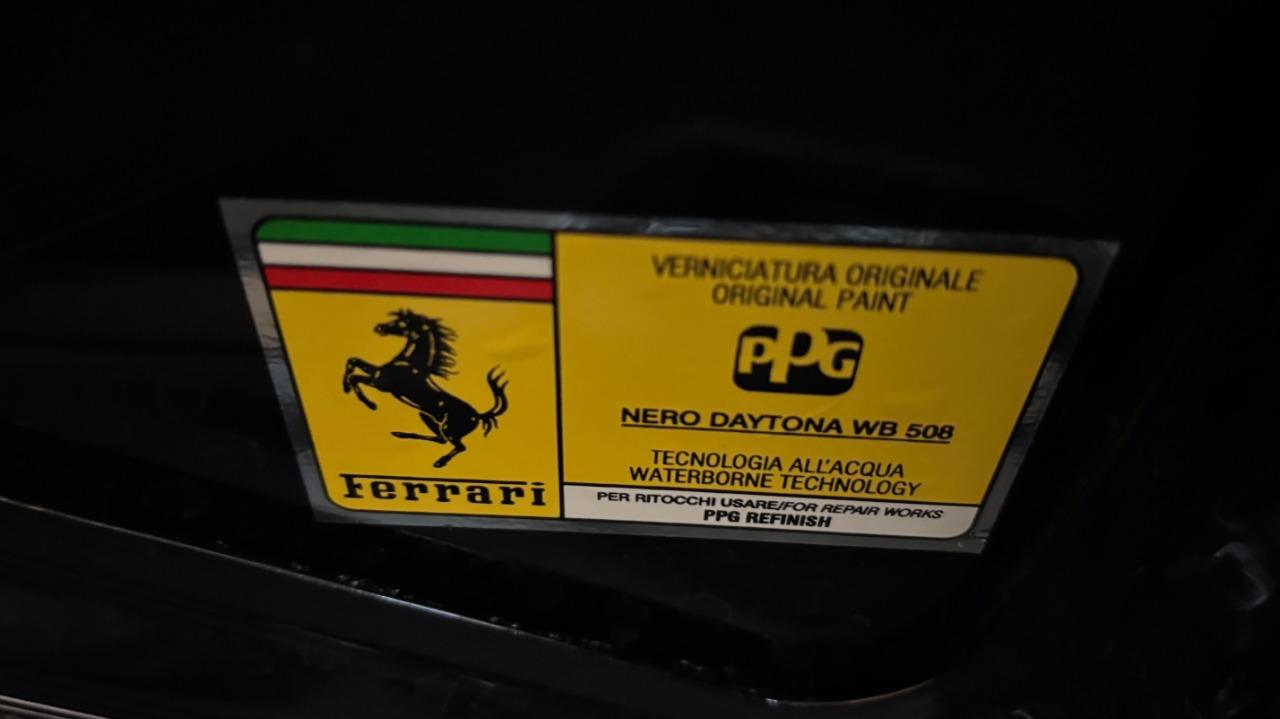 VERNICIATURA ORIGINALE
ORIGINAL PAINT
PPG
NERO DAYTONA WB 508
TECNOLOGIA ALL'ACQUA
WATERBORNE TECHNOLOGY
Ferrari
PER RITOCCHI USARE/FOR REPAIR WORKS
PPG REFINISH